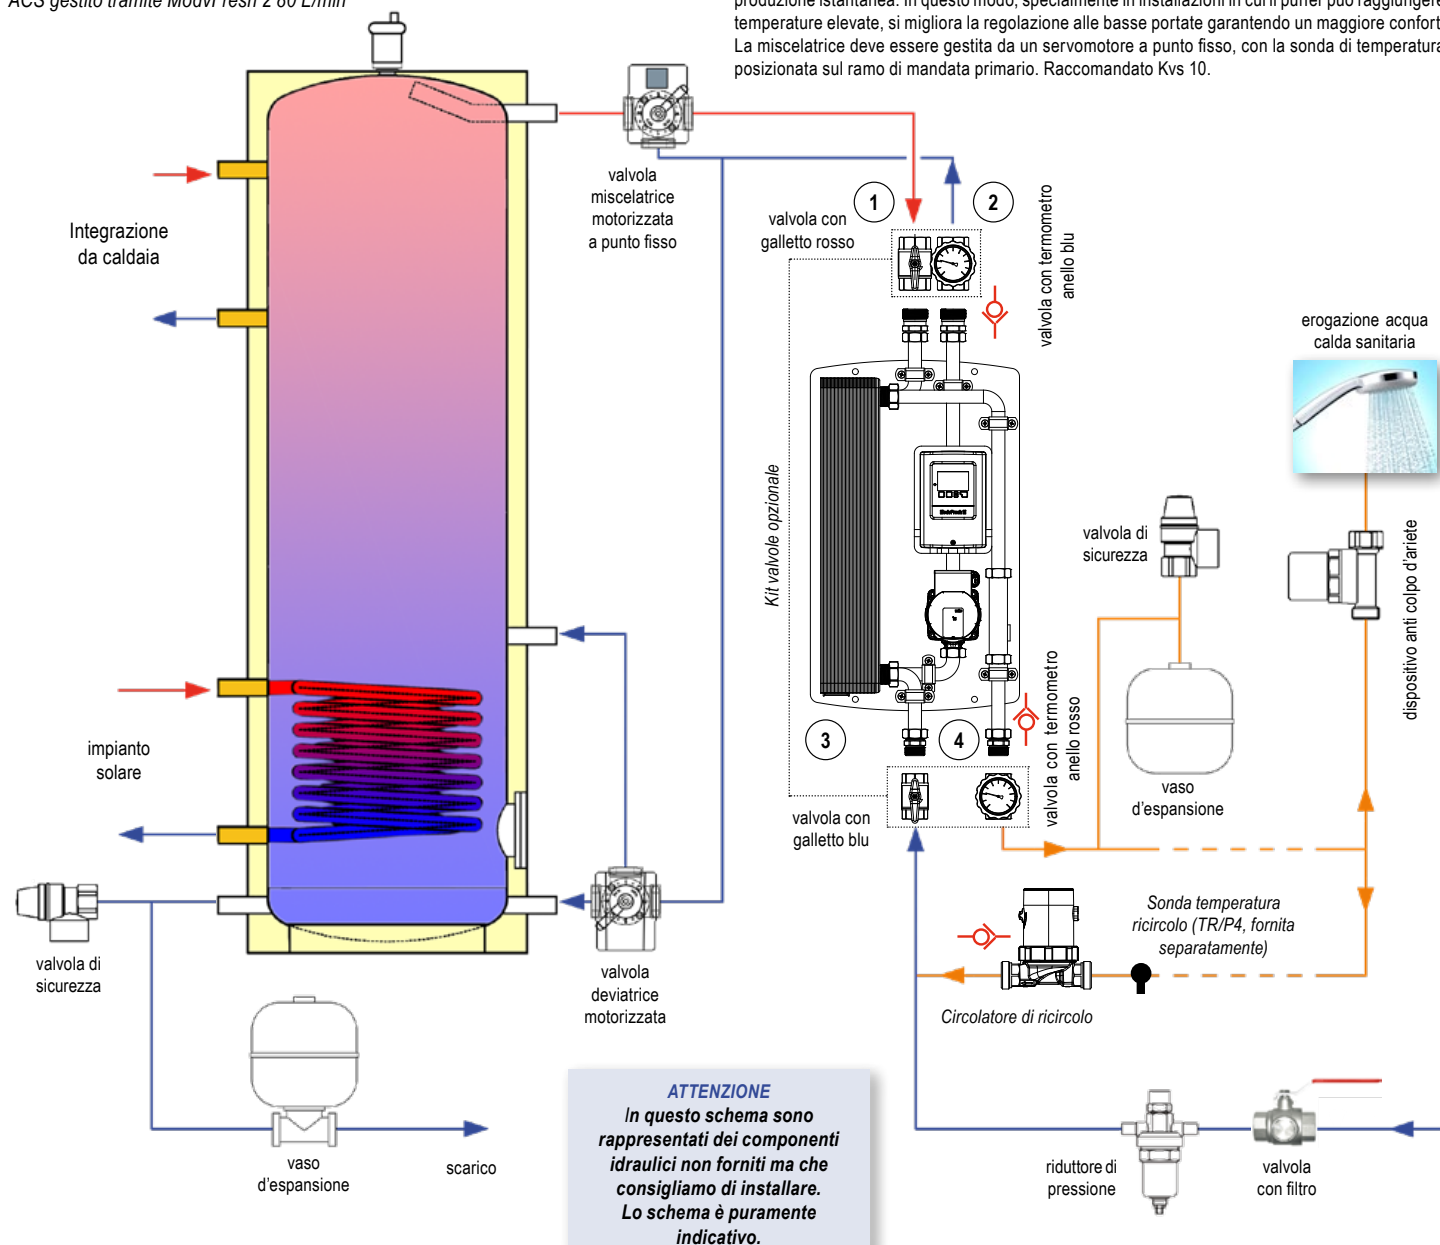 ACS gestito tramite ModvFresh 2 80 L/min
produzione istantanea. In questo modo, specialmente in installazioni in cui il puffer può raggiungere
temperature elevate, si migliora la regolazione alle basse portate garantendo un maggiore confort.
La miscelatrice deve essere gestita da un servomotore a punto fisso, con la sonda di temperatura
posizionata sul ramo di mandata primario. Raccomandato Kvs 10.
valvola
miscelatrice
motorizzata
a punto fisso
1
2
valvola con
galletto rosso
valvola con termometro
anello blu
Integrazione
da caldaia
erogazione acqua
calda sanitaria
Kit valvole opzionale
valvola di
sicurezza
dispositivo anti colpo d'ariete
impianto
solare
3
4
valvola con termometro
anello rosso
vaso
d'espansione
valvola con
galletto blu
Sonda temperatura
ricircolo (TR/P4, fornita
separatamente)
valvola di
sicurezza
valvola
deviatrice
motorizzata
Circolatore di ricircolo
ATTENZIONE
In questo schema sono
rappresentati dei componenti
idraulici non forniti ma che
consigliamo di installare.
Lo schema è puramente
indicativo.
vaso
d'espansione
scarico
riduttore di
pressione
valvola
con filtro